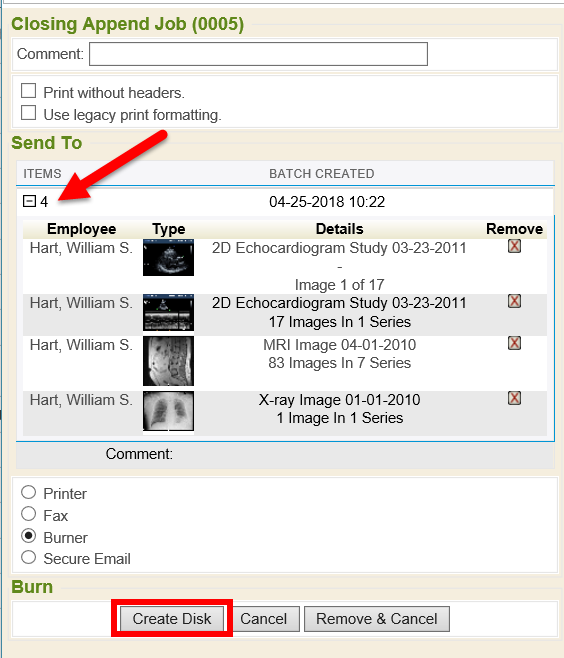 Closing Append Job (0005)
Comment:
Print without headers.
Use legacy print formatting.
Send To
ITEMS BATCH CREATED
4 04-25-2018 10:22
Employee Type Details Remove
Hart, William S. 2D Echocardiogram Study 03-23-2011
-
Image 1 of 17
Hart, William S. 2D Echocardiogram Study 03-23-2011
17 Images In 1 Series
Hart, William S. MRI Image 04-01-2010
83 Images In 7 Series
Hart, William S. X-ray Image 01-01-2010
1 Image In 1 Series
Comment:
Printer
Fax
Burner
Secure Email
Burn
Create Disk Cancel Remove & Cancel